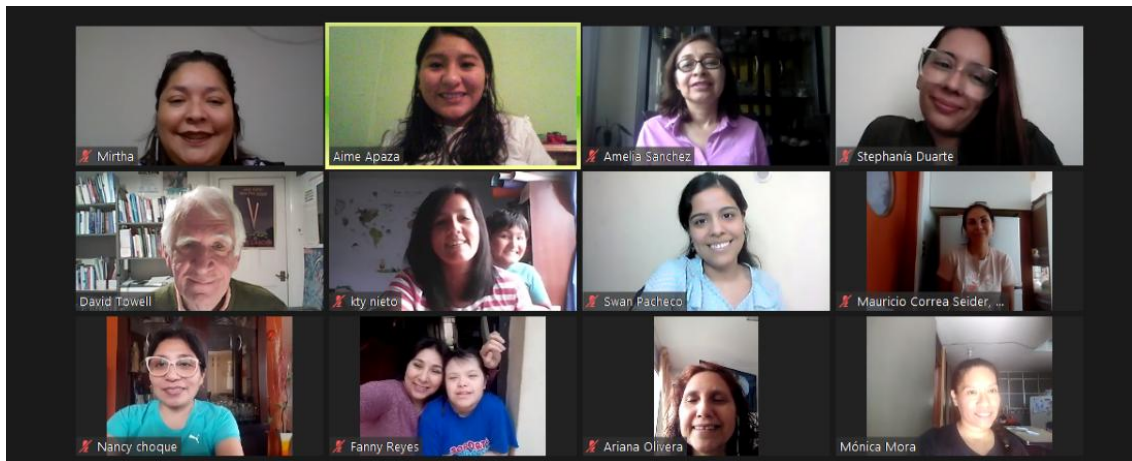 Mirtha
Aime Apaza
Amelia Sanchez
Stephanía Duarte
David Towell
kty nieto
Swan Pacheco
Mauricio Correa Seider, ...
Nancy choque
Fanny Reyes
Ariana Olivera
Mónica Mora